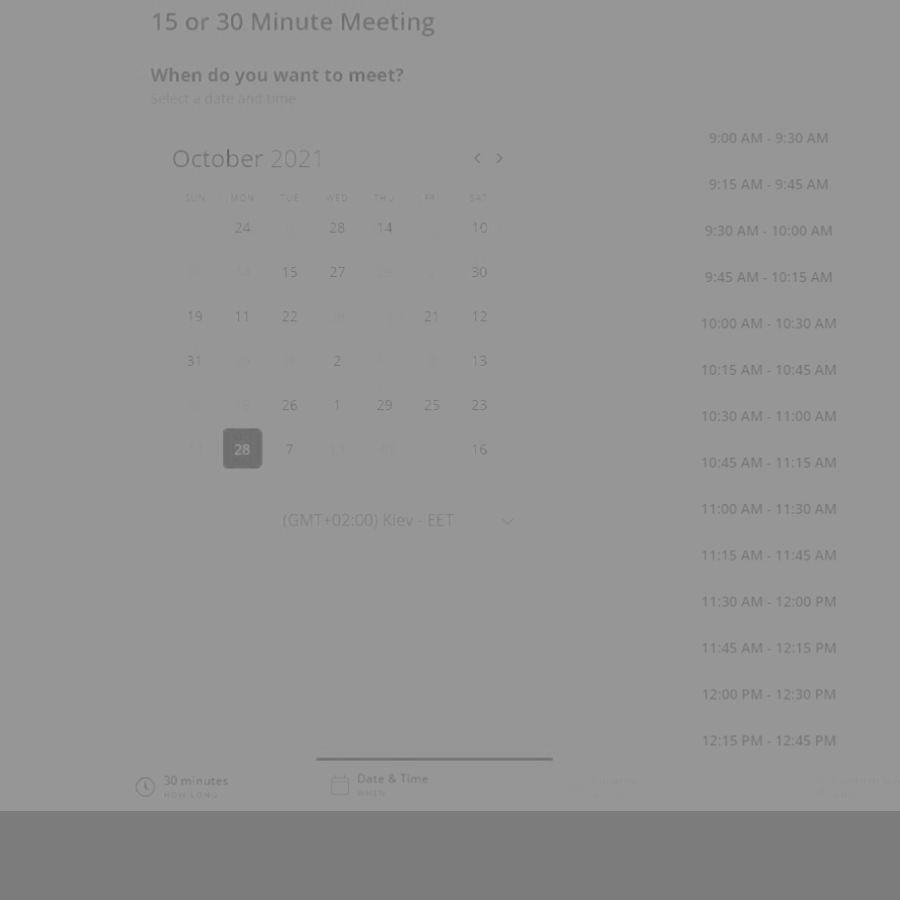 15 or 30 Minute Meeting
When do you want to meet?
Select a date and time
October 2021
SUN MON TUE WED THU FRI SAT
24 28 14 10
15 27 30
19 11 22 21 12
31 2 13
26 1 29 25 23
28 7 16
(GMT+02:00) Kiev - EET
9:00 AM - 9:30 AM
9:15 AM - 9:45 AM
9:30 AM - 10:00 AM
9:45 AM - 10:15 AM
10:00 AM - 10:30 AM
10:15 AM - 10:45 AM
10:30 AM - 11:00 AM
10:45 AM - 11:15 AM
11:00 AM - 11:30 AM
11:15 AM - 11:45 AM
11:30 AM - 12:00 PM
11:45 AM - 12:15 PM
12:00 PM - 12:30 PM
12:15 PM - 12:45 PM
30 minutes
HOW LONG
Date & Time
WHEN